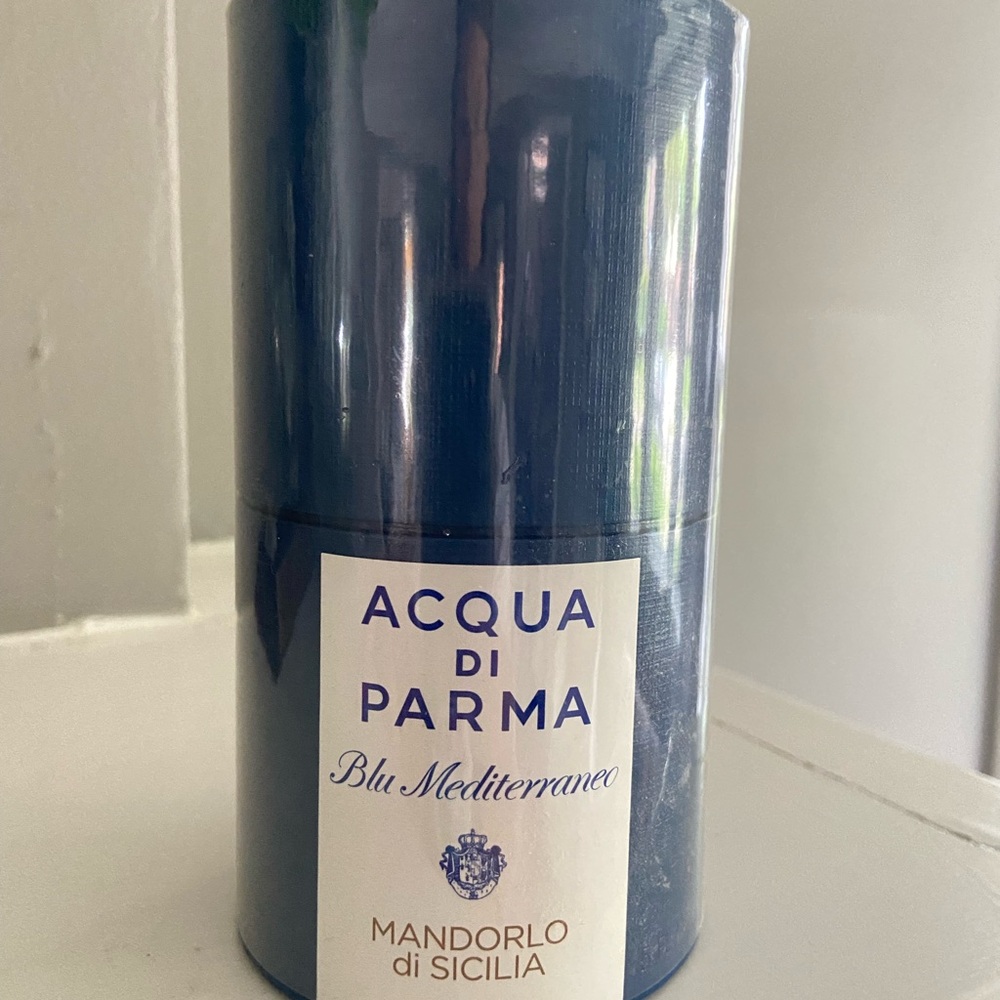 ACQUA
DI
PARMA
Blu Mediterraneo
MANDORLO
di SICILIA